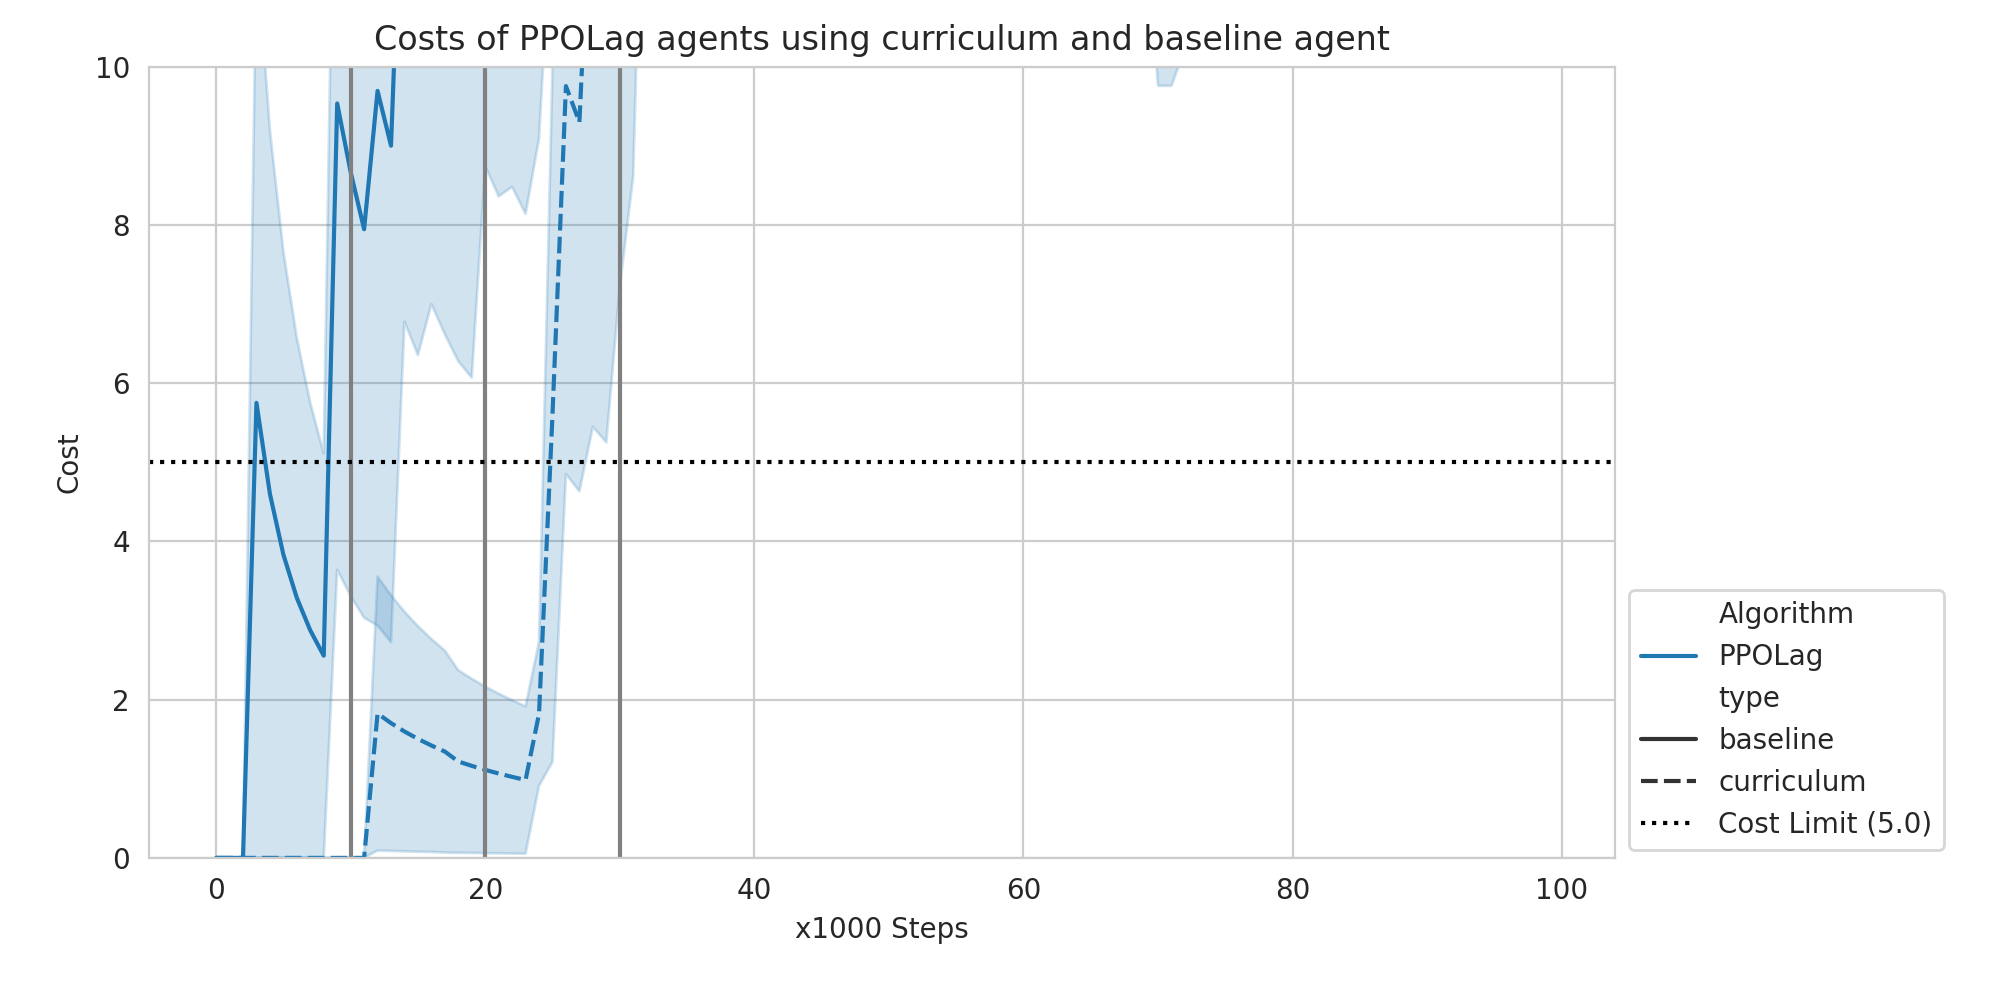 Costs of PPOLag agents using curriculum and baseline agent
10
8
6
4
2
0
Cost
0 20 40 60 80 100
x1000 Steps
Algorithm
PPOLag
type
baseline
curriculum
Cost Limit (5.0)